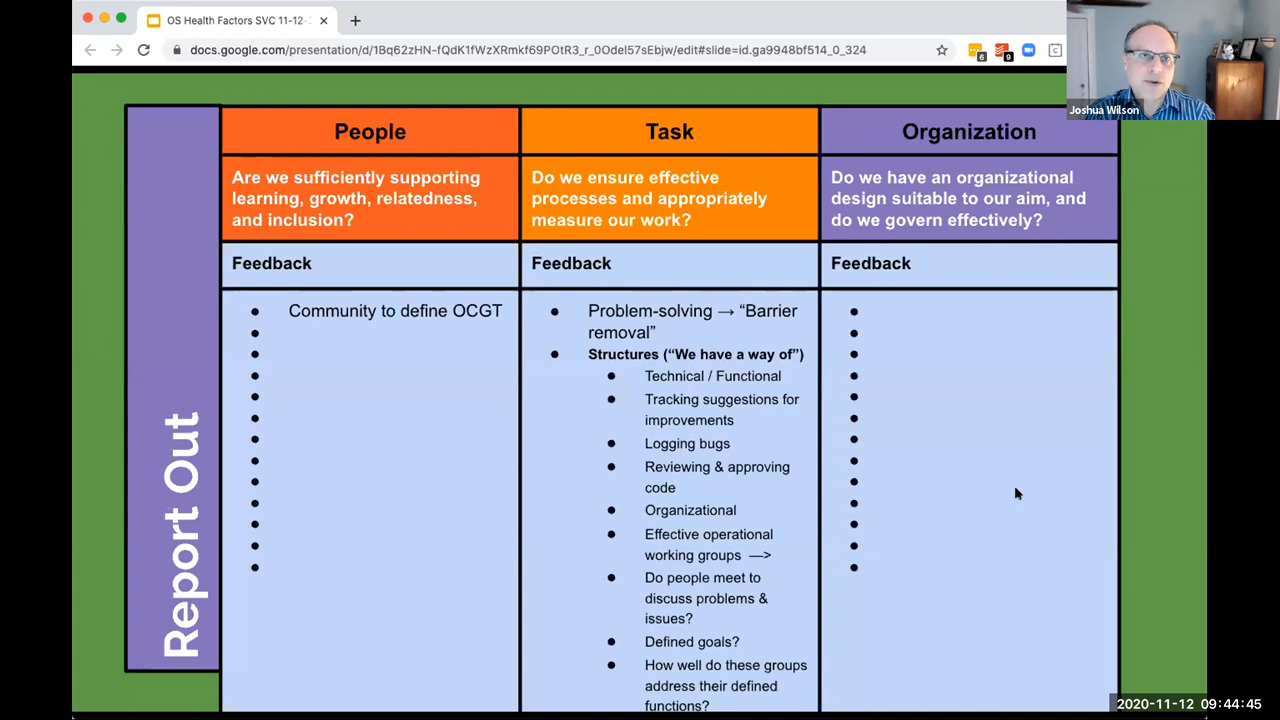 OS Health Factors SVC 11-12-
docs.google.com/presentation/d/1Bq62zHN-fQdK1fWzXRmkf69POtR3_r_0Odel57sEbjw/edit#slide=id.ga9948bf514_0_324
6
9
Joshua Wilson
Report Out
People
Are we sufficiently supporting
learning, growth, relatedness,
and inclusion?
Feedback
Community to define OCGT
Task
Do we ensure effective
processes and appropriately
measure our work?
Feedback
Problem-solving → “Barrier
removal”
Structures (“We have a way of”)
Technical / Functional
Tracking suggestions for
improvements
Logging bugs
Reviewing & approving
code
Organizational
Effective operational
working groups —>
Do people meet to
discuss problems &
issues?
Defined goals?
How well do these groups
address their defined
functions?
Organization
Do we have an organizational
design suitable to our aim, and
do we govern effectively?
Feedback
2020-11-12 09:44:45